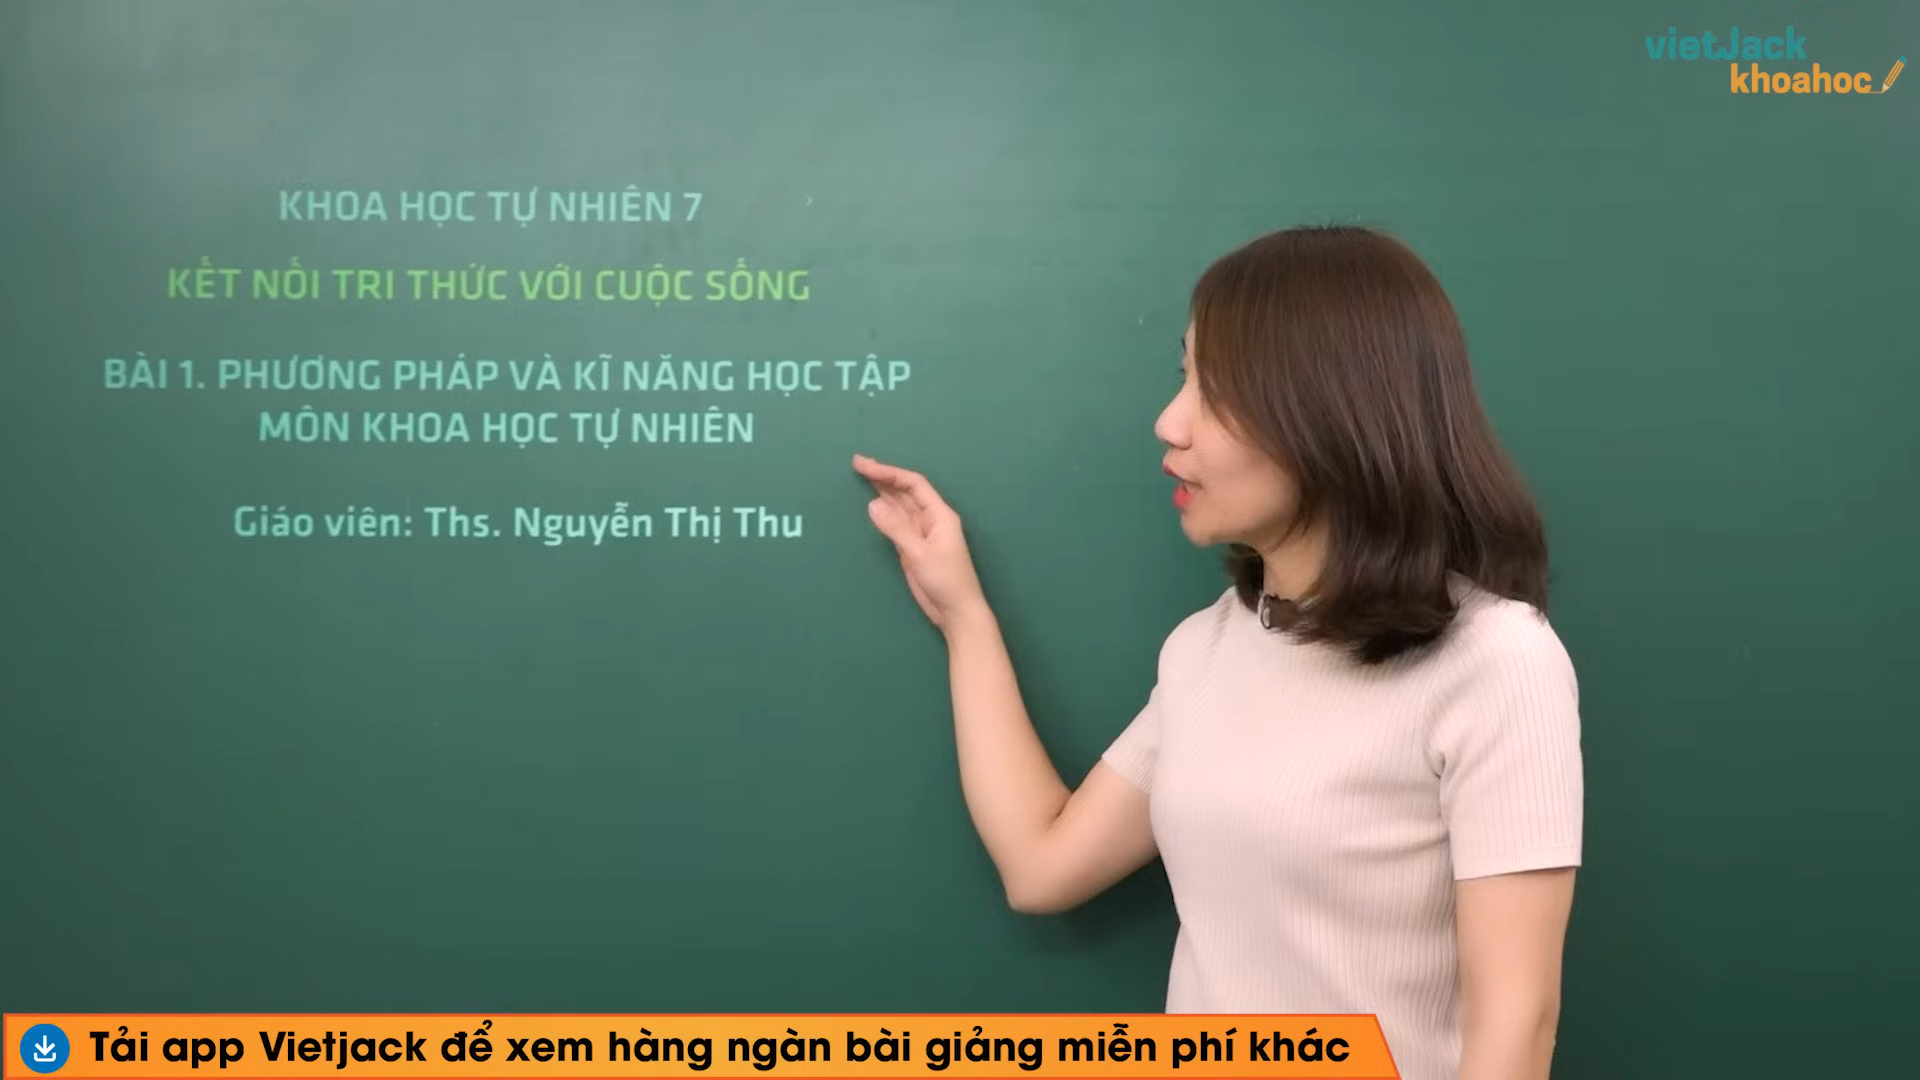 vietJack
khoahoc
KHOA HỌC TỰ NHIÊN 7
KẾT NỐI TRI THỨC VỚI CUỘC SỐNG
BÀI 1. PHƯƠNG PHÁP VÀ KĨ NĂNG HỌC TẬP
MÔN KHOA HỌC TỰ NHIÊN
Giáo viên: Ths. Nguyễn Thị Thu
Tải app Vietjack để xem hàng ngàn bài giảng miễn phí khác